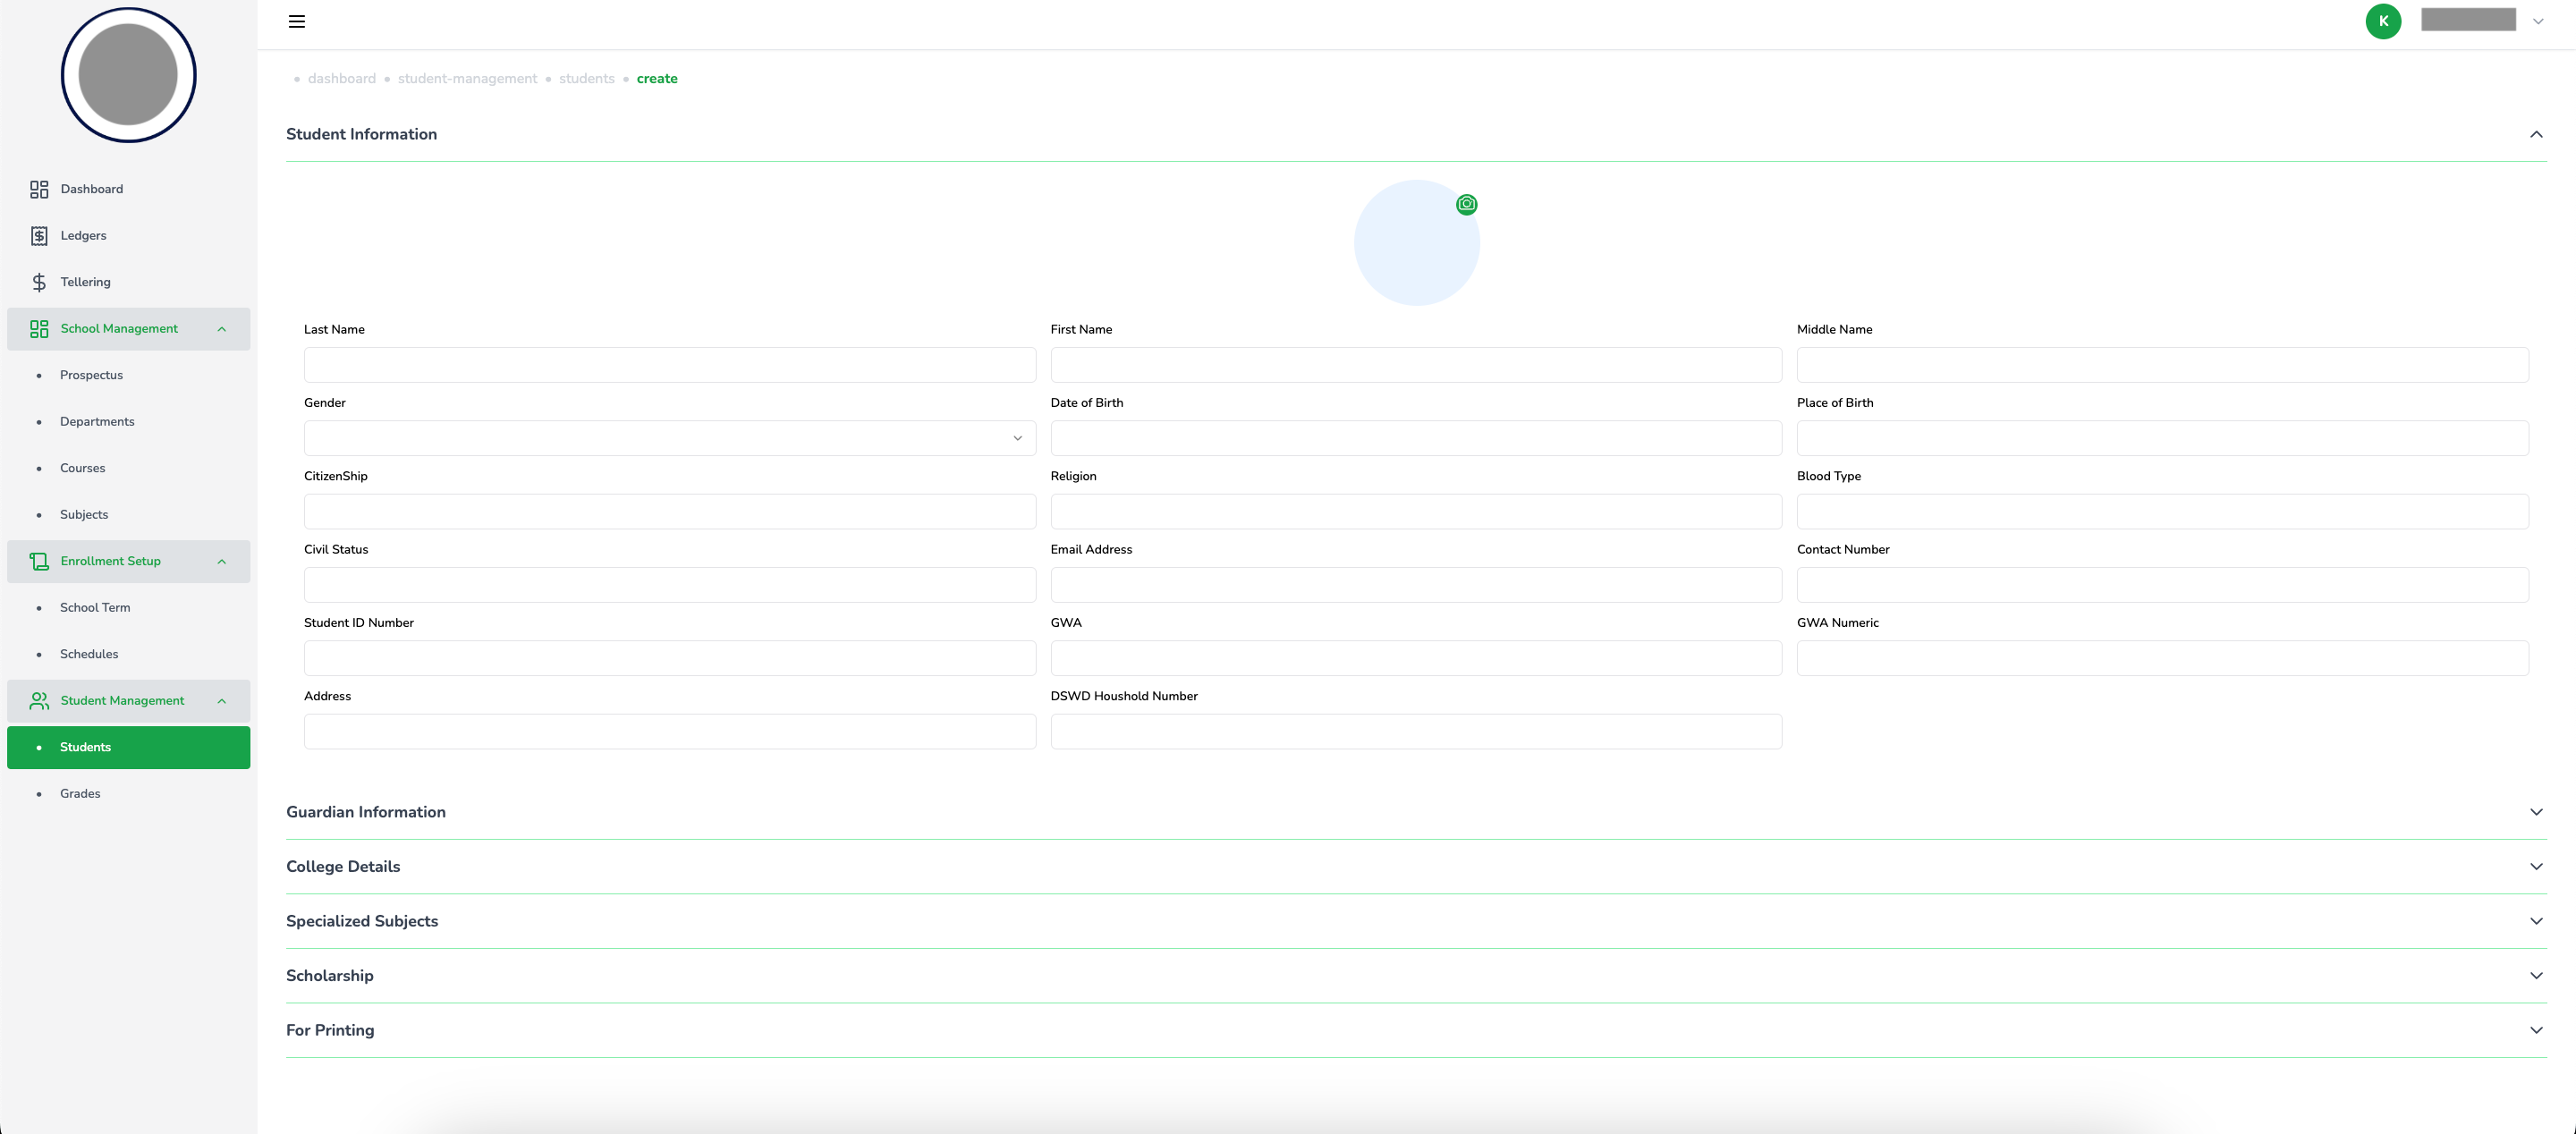 K
dashboard student-management students create
Student Information
Dashboard
Ledgers
Tellering
School Management
Prospectus
Departments
Courses
Subjects
Enrollment Setup
School Term
Schedules
Student Management
Students
Grades
Last Name First Name Middle Name
Gender Date of Birth Place of Birth
CitizenShip Religion Blood Type
Civil Status Email Address Contact Number
Student ID Number GWA GWA Numeric
Address DSWD Houshold Number
Guardian Information
College Details
Specialized Subjects
Scholarship
For Printing